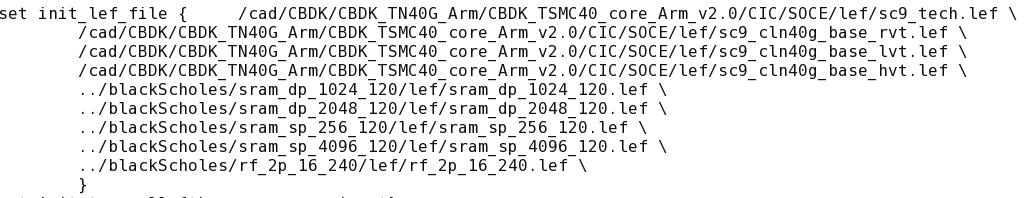 set init_lef_file {     /cad/CBDK/CBDK_TN40G_Arm/CBDK_TSMC40_core_Arm_v2.0/CIC/SOCE/lef/sc9_tech.lef \
/cad/CBDK/CBDK_TN40G_Arm/CBDK_TSMC40_core_Arm_v2.0/CIC/SOCE/lef/sc9_cln40g_base_rvt.lef \
/cad/CBDK/CBDK_TN40G_Arm/CBDK_TSMC40_core_Arm_v2.0/CIC/SOCE/lef/sc9_cln40g_base_lvt.lef \
/cad/CBDK/CBDK_TN40G_Arm/CBDK_TSMC40_core_Arm_v2.0/CIC/SOCE/lef/sc9_cln40g_base_hvt.lef \
../blackScholes/sram_dp_1024_120/lef/sram_dp_1024_120.lef \
../blackScholes/sram_dp_2048_120/lef/sram_dp_2048_120.lef \
../blackScholes/sram_sp_256_120/lef/sram_sp_256_120.lef \
../blackScholes/sram_sp_4096_120/lef/sram_sp_4096_120.lef \
../blackScholes/rf_2p_16_240/lef/rf_2p_16_240.lef \
}